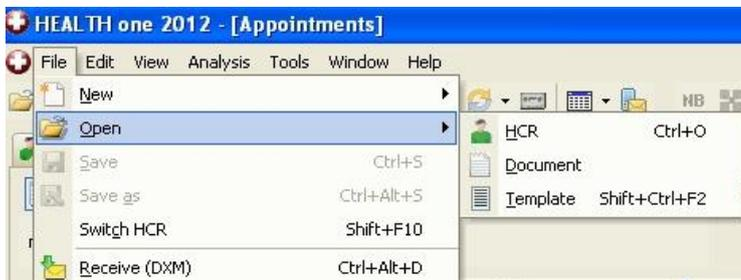 HEALTH one 2012 - [Appointments]
File Edit View Analysis Tools Window Help
New
NB
Open
HCR Ctrl+O
Save Ctrl+S
Document
Save as Ctrl+Alt+S
Template Shift+Ctrl+F2
Switch HCR Shift+F10
Receive (DXM) Ctrl+Alt+D